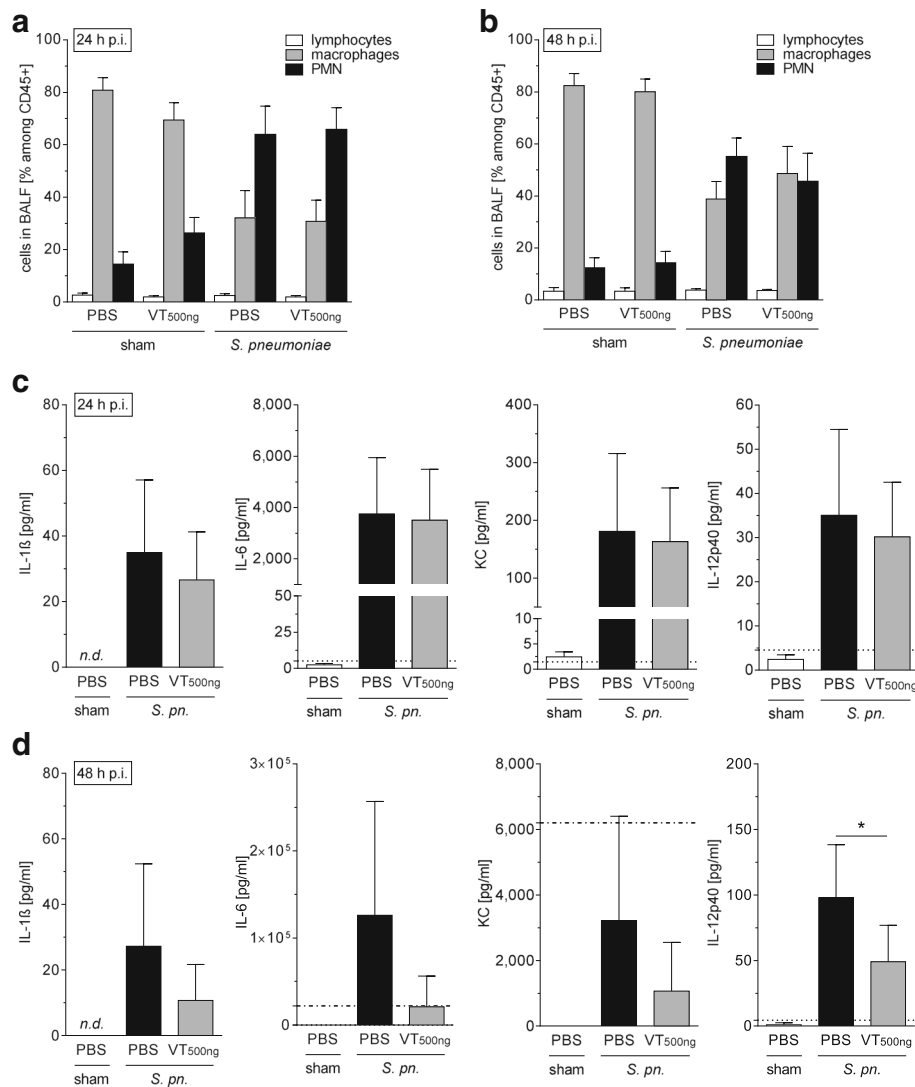 a
24 h p.i.
lymphocytes
macrophages
PMN
cells in BALF [% among CD45+]
100
80
60
40
20
0
PBS VT500ng PBS VT500ng
sham S. pneumoniae
b
48 h p.i.
lymphocytes
macrophages
PMN
cells in BALF [% among CD45+]
100
80
60
40
20
0
PBS VT500ng PBS VT500ng
sham S. pneumoniae
c
24 h p.i.
IL-1ß [pg/ml]
80
60
40
20
0
n.d.
PBS PBS VT500ng
sham S. pn.
IL-6 [pg/ml]
8,000
6,000
4,000
2,000
50
5
0
PBS PBS VT500ng
sham S. pn.
KC [pg/ml]
400
300
200
150
100
50
5
0
PBS PBS VT500ng
sham S. pn.
IL-12p40 [pg/ml]
60
50
40
30
20
10
0
PBS PBS VT500ng
sham S. pn.
d
48 h p.i.
IL-1ß [pg/ml]
80
60
40
20
0
n.d.
PBS PBS VT500ng
sham S. pn.
IL-6 [pg/ml]
3×10⁵
2×10⁵
1×10⁵
0
PBS PBS VT500ng
sham S. pn.
KC [pg/ml]
8,000
6,000
4,000
2,000
0
PBS PBS VT500ng
sham S. pn.
IL-12p40 [pg/ml]
200
150
100
50
0
*
PBS PBS VT500ng
sham S. pn.